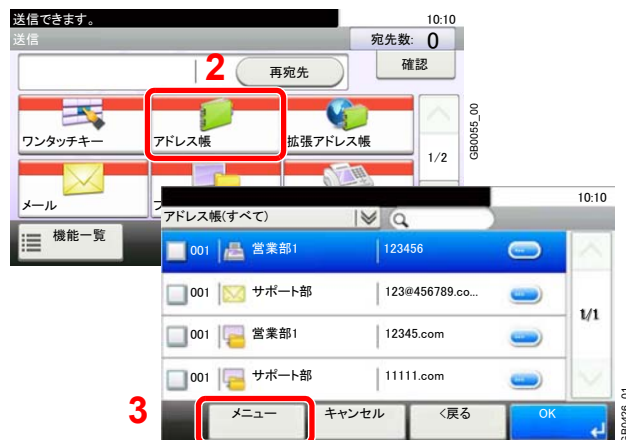 送信できます。
10:10
送信
宛先数: 0
2
再宛先
確認
ワンタッチキー
アドレス帳
拡張アドレス帳
1/2
GB0055_00
メール
機能一覧
10:10
アドレス帳(すべて)
001 営業部1 123456
001 サポート部 123@456789.co...
001 営業部1 12345.com
001 サポート部 11111.com
1/1
3
メニュー
キャンセル
<戻る
OK